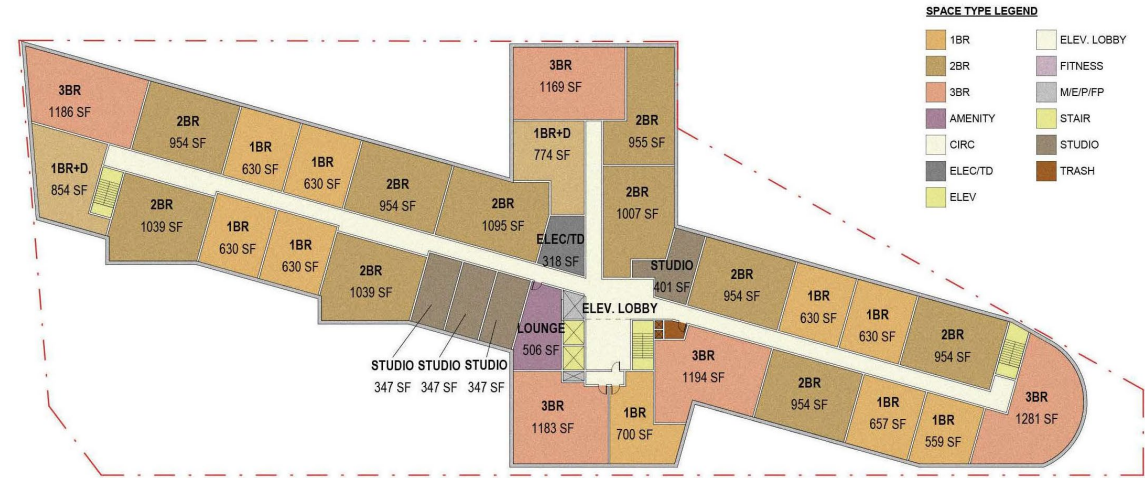 SPACE TYPE LEGEND
1BR
2BR
3BR
AMENITY
CIRC
ELEC/TD
ELEV
ELEV. LOBBY
FITNESS
M/E/P/FP
STAIR
STUDIO
TRASH
3BR
1186 SF
2BR
954 SF
1BR
630 SF
1BR
630 SF
2BR
954 SF
2BR
1095 SF
1BR+D
854 SF
2BR
1039 SF
1BR
630 SF
1BR
630 SF
2BR
1039 SF
STUDIO
347 SF
STUDIO
347 SF
STUDIO
347 SF
3BR
1169 SF
1BR+D
774 SF
2BR
955 SF
2BR
1007 SF
ELEC/TD
318 SF
STUDIO
401 SF
ELEV. LOBBY
LOUNGE
506 SF
2BR
954 SF
1BR
630 SF
1BR
630 SF
2BR
954 SF
3BR
1183 SF
1BR
700 SF
3BR
1194 SF
2BR
954 SF
1BR
657 SF
1BR
559 SF
3BR
1281 SF